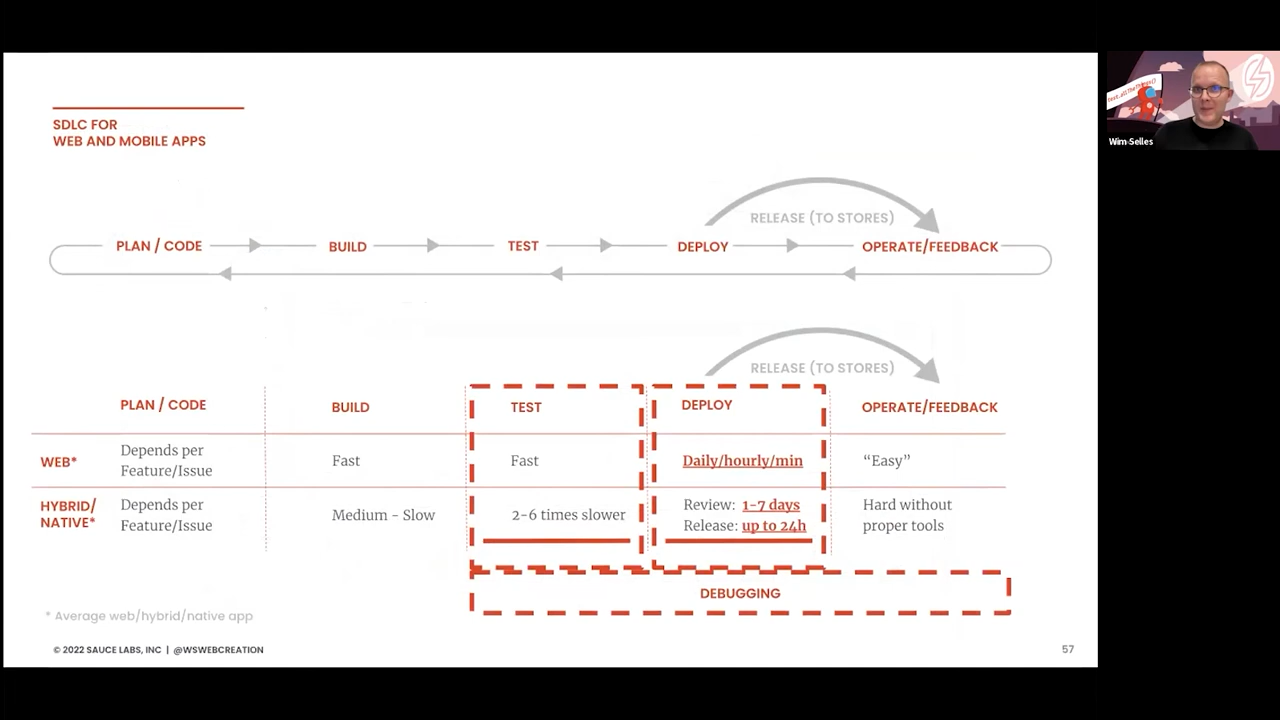 SDLC FOR
WEB AND MOBILE APPS
RELEASE (TO STORES)
PLAN / CODE
BUILD
TEST
DEPLOY
OPERATE/FEEDBACK
RELEASE (TO STORES)
PLAN / CODE
BUILD
TEST
DEPLOY
OPERATE/FEEDBACK
WEB*
Depends per
Feature/Issue
Fast
Fast
Daily/hourly/min
“Easy”
HYBRID/
NATIVE*
Depends per
Feature/Issue
Medium - Slow
2-6 times slower
Review: 1-7 days
Release: up to 24h
Hard without
proper tools
DEBUGGING
* Average web/hybrid/native app
© 2022 SAUCE LABS, INC | @WSWEBCREATION
57
Wim Selles